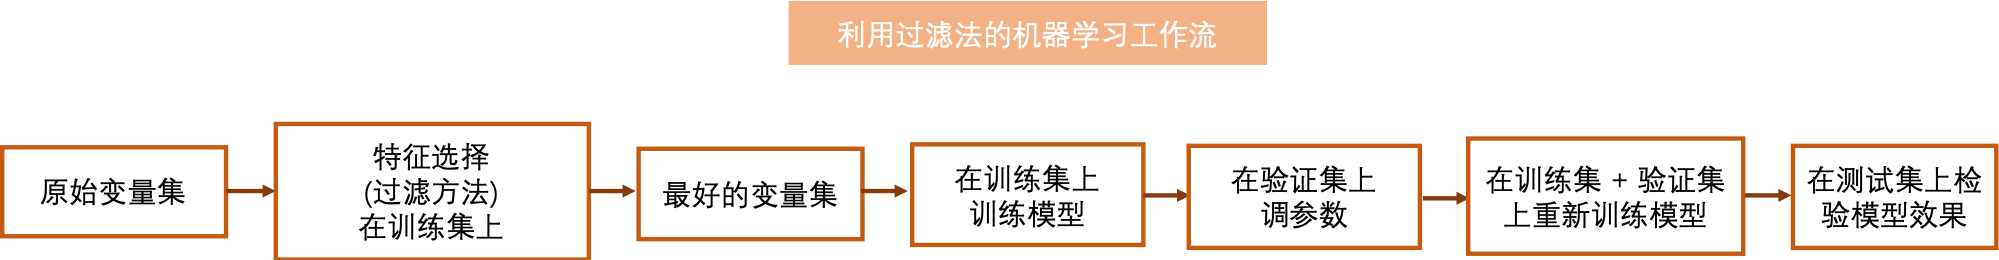 利用过滤法的机器学习工作流
原始变量集
特征选择
(过滤方法)
在训练集上
最好的变量集
在训练集上
训练模型
在验证集上
调参数
在训练集 + 验证集
上重新训练模型
在测试集上检
验模型效果